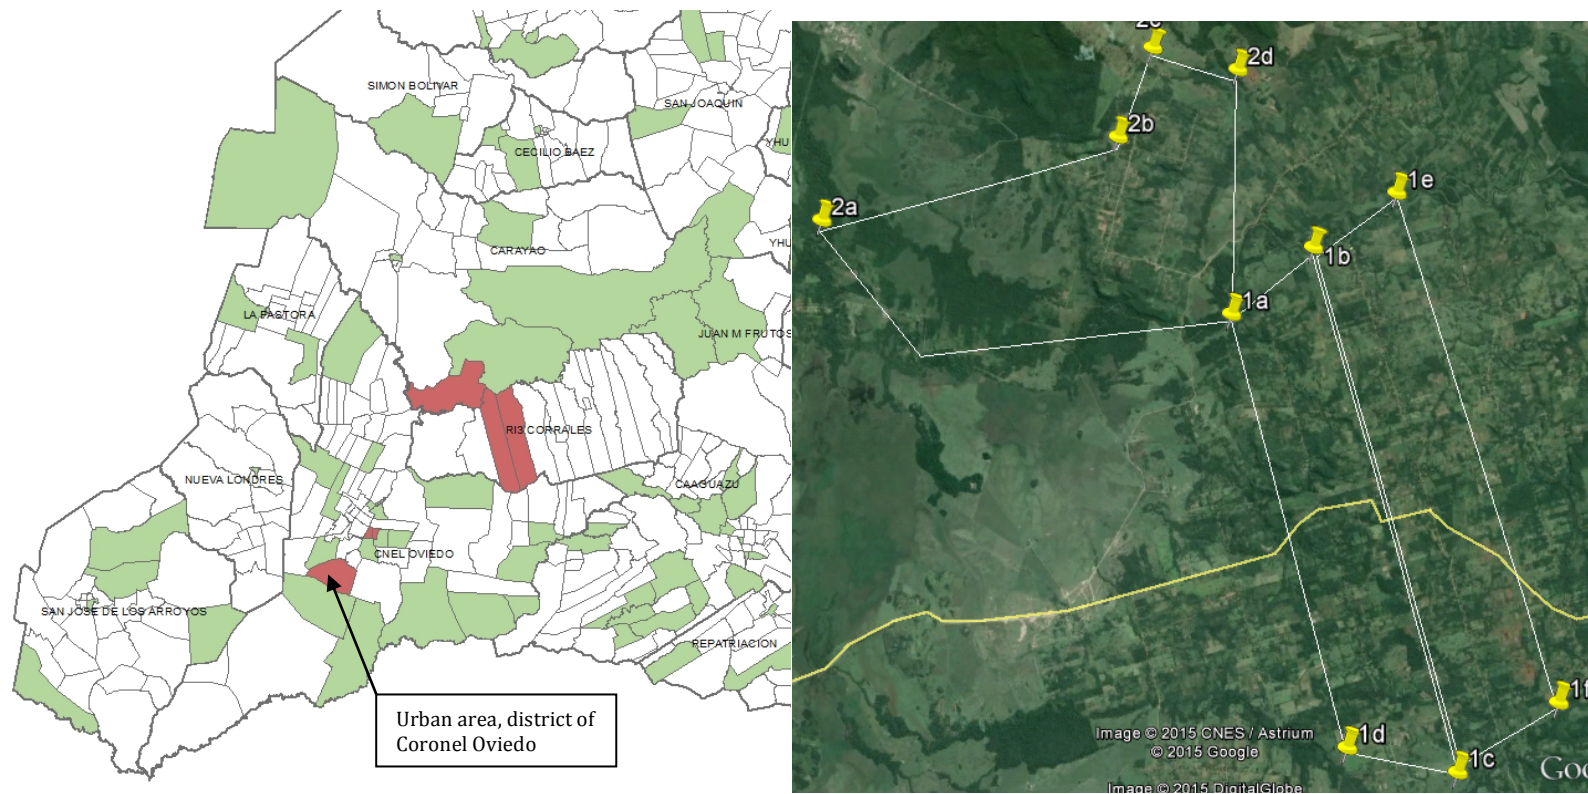 SIMON BOLIVAR
SAN JOAQUIN
CECILIO BAEZ
YHU
CARAYAO
YHU
LA PASTORA
JUAN M FRUTOS
RI3 CORRALES
NUEVA LONDRES
CAAGUAZU
CNEL OVIEDO
SAN JOSE DE LOS ARROYOS
REPATRIACION
Urban area, district of
Coronel Oviedo
2d
2b
1e
2a
1b
1a
1f
1d
1c
Image © 2015 CNES / Astrium
© 2015 Google
Image © 2015 DigitalGlobe
Goo